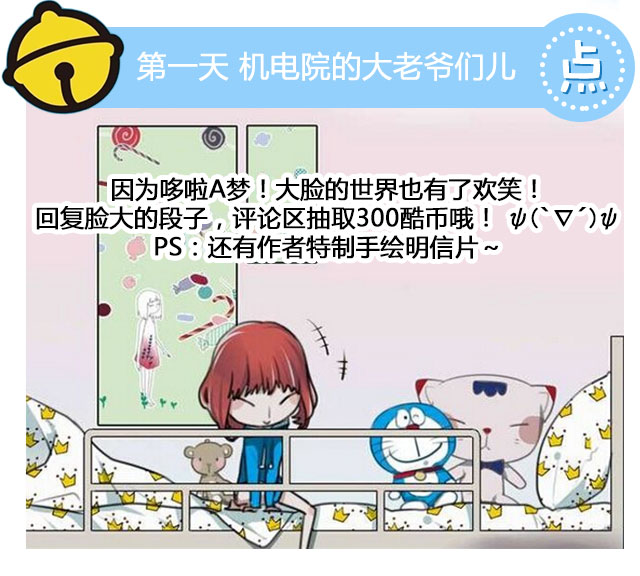 第一天 机电院的大老爷们儿
点
因为哆啦A梦！大脸的世界也有了欢笑！
回复脸大的段子，评论区抽取300酷币哦！ ψ(`∇´)ψ
PS：还有作者特制手绘明信片～